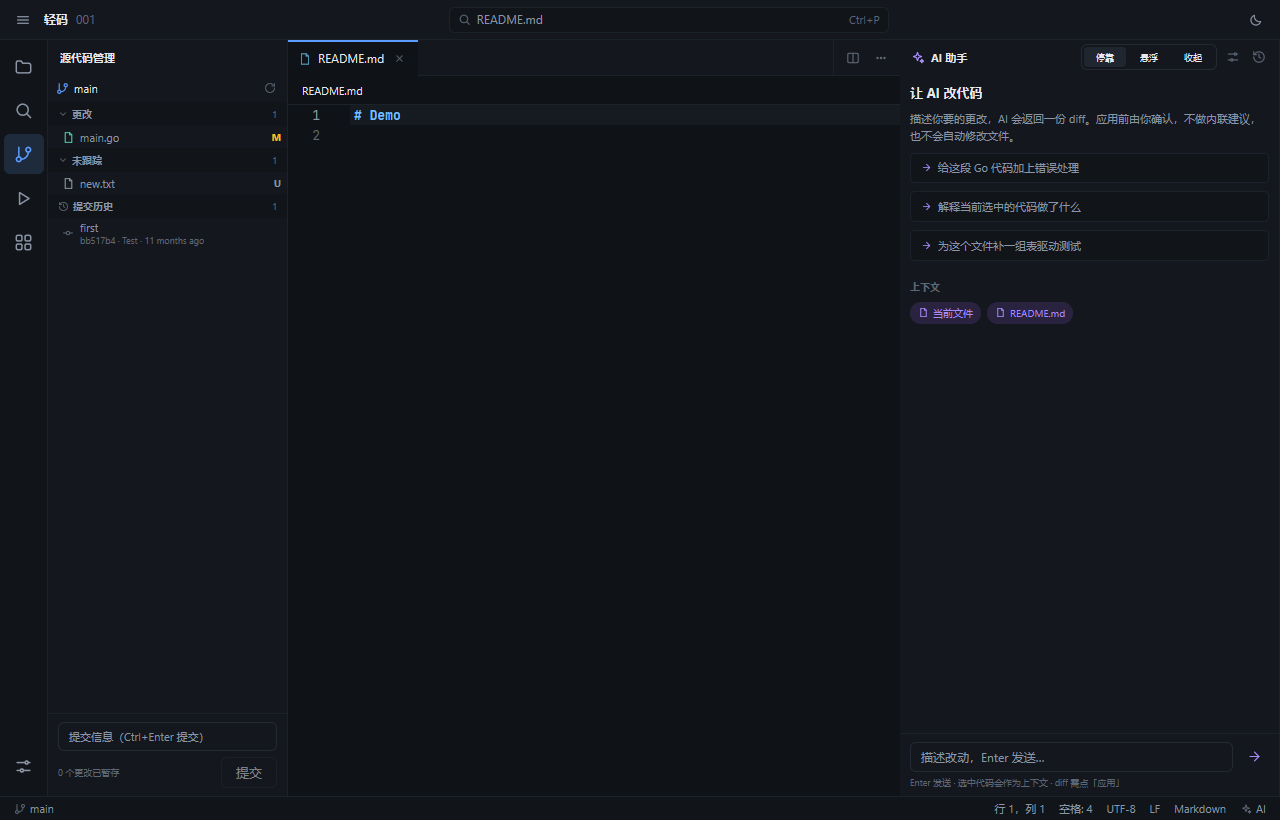 轻码 001
README.md Ctrl+P
源代码管理
main
更改 1
main.go M
未跟踪 1
new.txt U
提交历史 1
first
bb517b4 · Test · 11 months ago
提交信息（Ctrl+Enter 提交）
0 个更改已暂存 提交
README.md
README.md
1 # Demo
2
AI 助手 停靠 悬浮 收起
让 AI 改代码
描述你要的更改，AI 会返回一份 diff。应用前由你确认，不做内联建议，
也不会自动修改文件。
给这段 Go 代码加上错误处理
解释当前选中的代码做了什么
为这个文件补一组表驱动测试
上下文
当前文件 README.md
描述改动，Enter 发送...
Enter 发送 · 选中代码会作为上下文 · diff 需点「应用」
main 行 1，列 1 空格: 4 UTF-8 LF Markdown AI